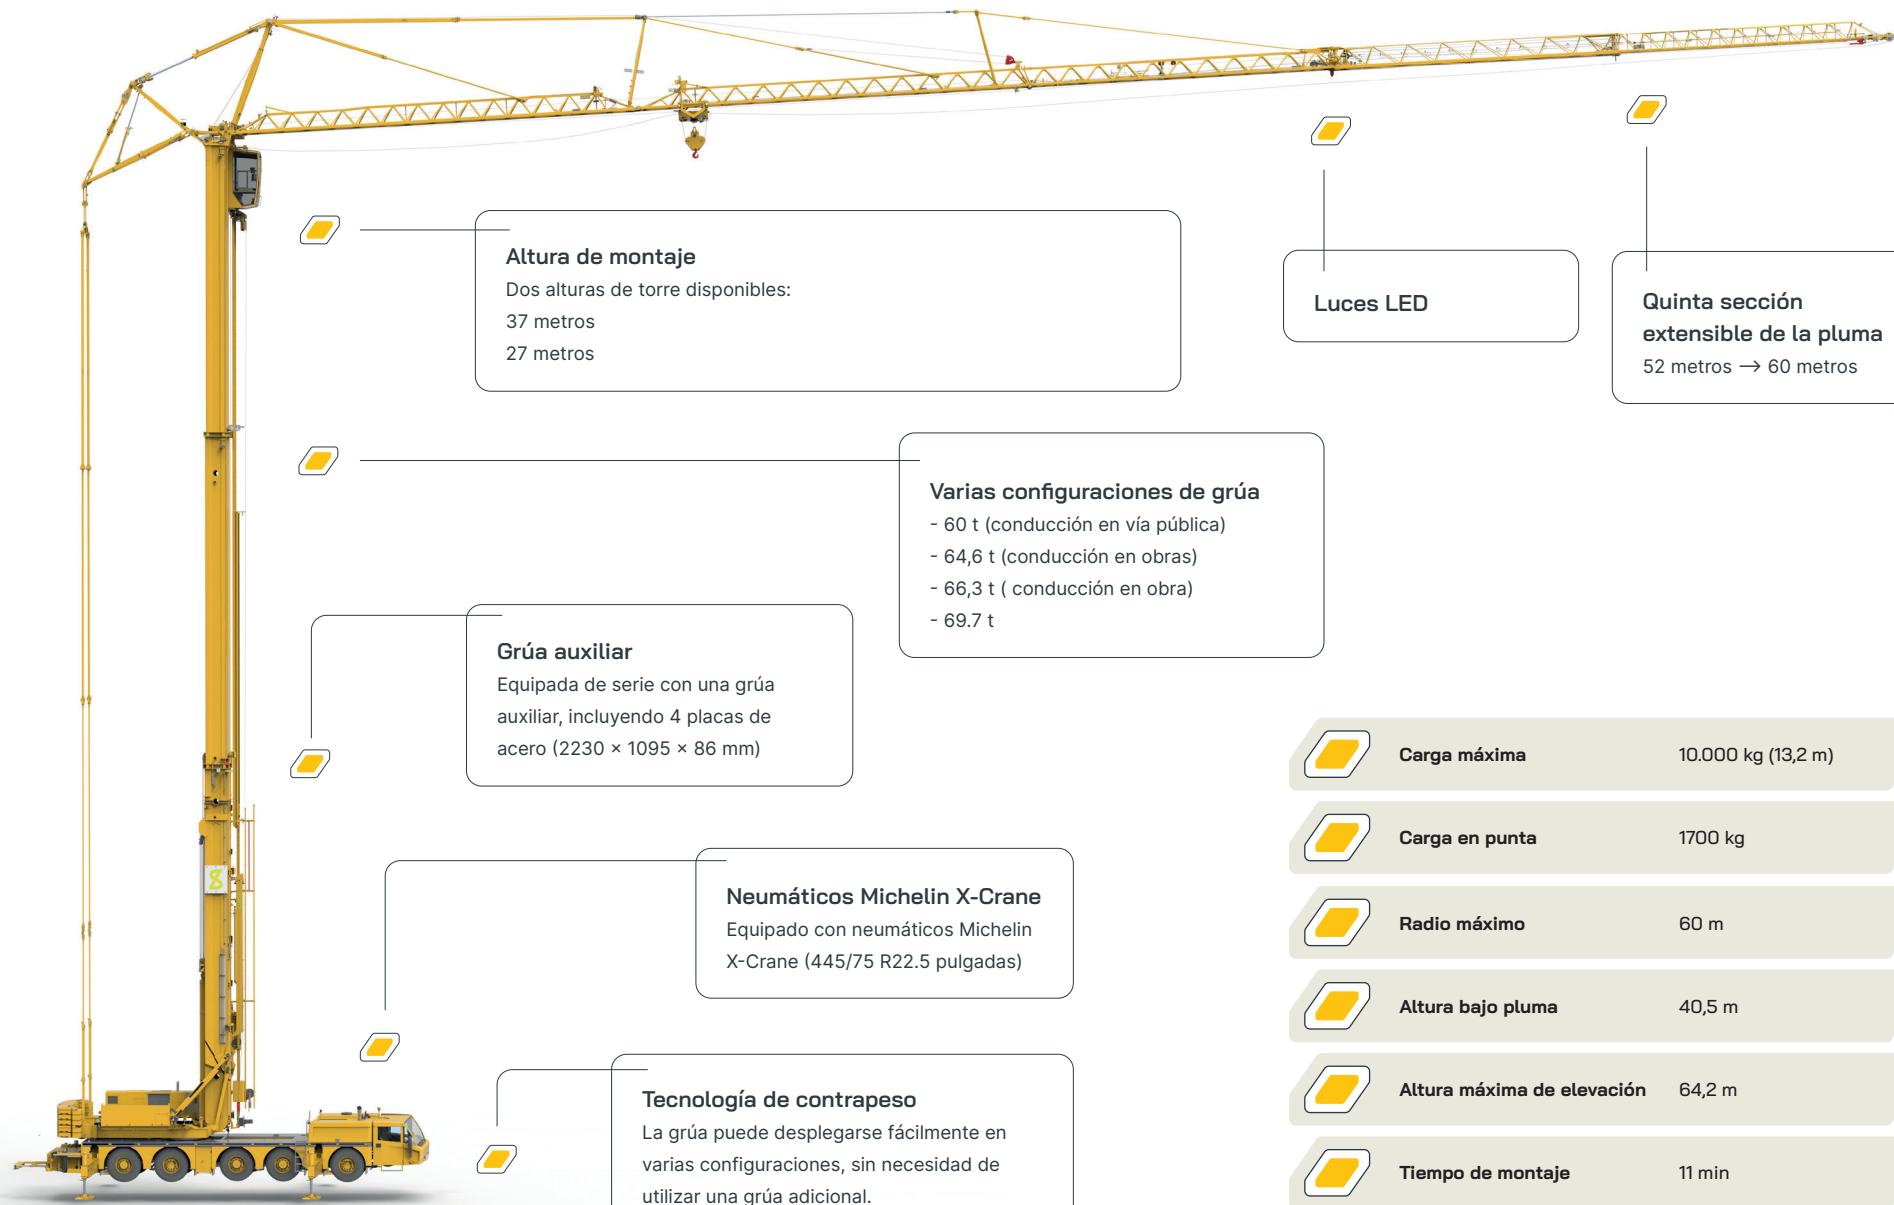 Altura de montaje
Dos alturas de torre disponibles:
37 metros
27 metros
Luces LED
Quinta sección
extensible de la pluma
52 metros → 60 metros
Varias configuraciones de grúa
- 60 t (conducción en vía pública)
- 64,6 t (conducción en obras)
- 66,3 t ( conducción en obra)
- 69.7 t
Grúa auxiliar
Equipada de serie con una grúa
auxiliar, incluyendo 4 placas de
acero (2230 × 1095 × 86 mm)
Neumáticos Michelin X-Crane
Equipado con neumáticos Michelin
X-Crane (445/75 R22.5 pulgadas)
Tecnología de contrapeso
La grúa puede desplegarse fácilmente en
varias configuraciones, sin necesidad de
utilizar una grúa adicional.
Carga máxima 10.000 kg (13,2 m)
Carga en punta 1700 kg
Radio máximo 60 m
Altura bajo pluma 40,5 m
Altura máxima de elevación 64,2 m
Tiempo de montaje 11 min
8